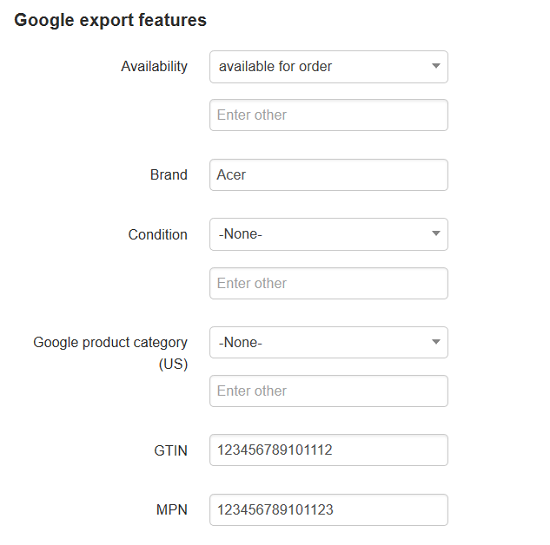 Google export features
Availability
available for order
Enter other
Brand
Acer
Condition
-None-
Enter other
Google product category
(US)
-None-
Enter other
GTIN
123456789101112
MPN
123456789101123